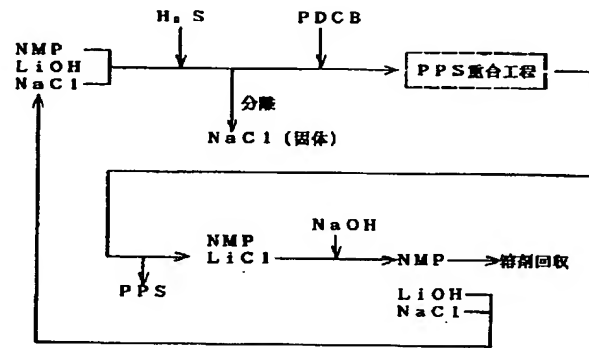 H₂S
PDCB
NMP
LiOH
NaCl
PPS重合工程
分離
NaCl (固体)
NaOH
NMP
LiCl
NMP
溶剤回収
PPS
LiOH
NaCl